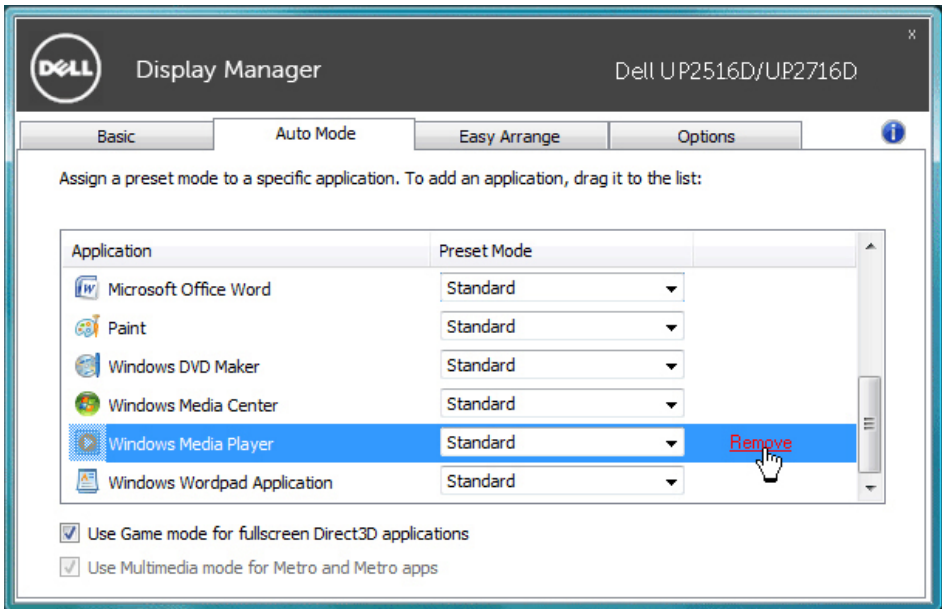 x
DELL Display Manager Dell UP2516D/UP2716D
Basic Auto Mode Easy Arrange Options
Assign a preset mode to a specific application. To add an application, drag it to the list:
Application Preset Mode
Microsoft Office Word Standard
Paint Standard
Windows DVD Maker Standard
Windows Media Center Standard
Windows Media Player Standard Remove
Windows Wordpad Application Standard
Use Game mode for fullscreen Direct3D applications
Use Multimedia mode for Metro and Metro apps